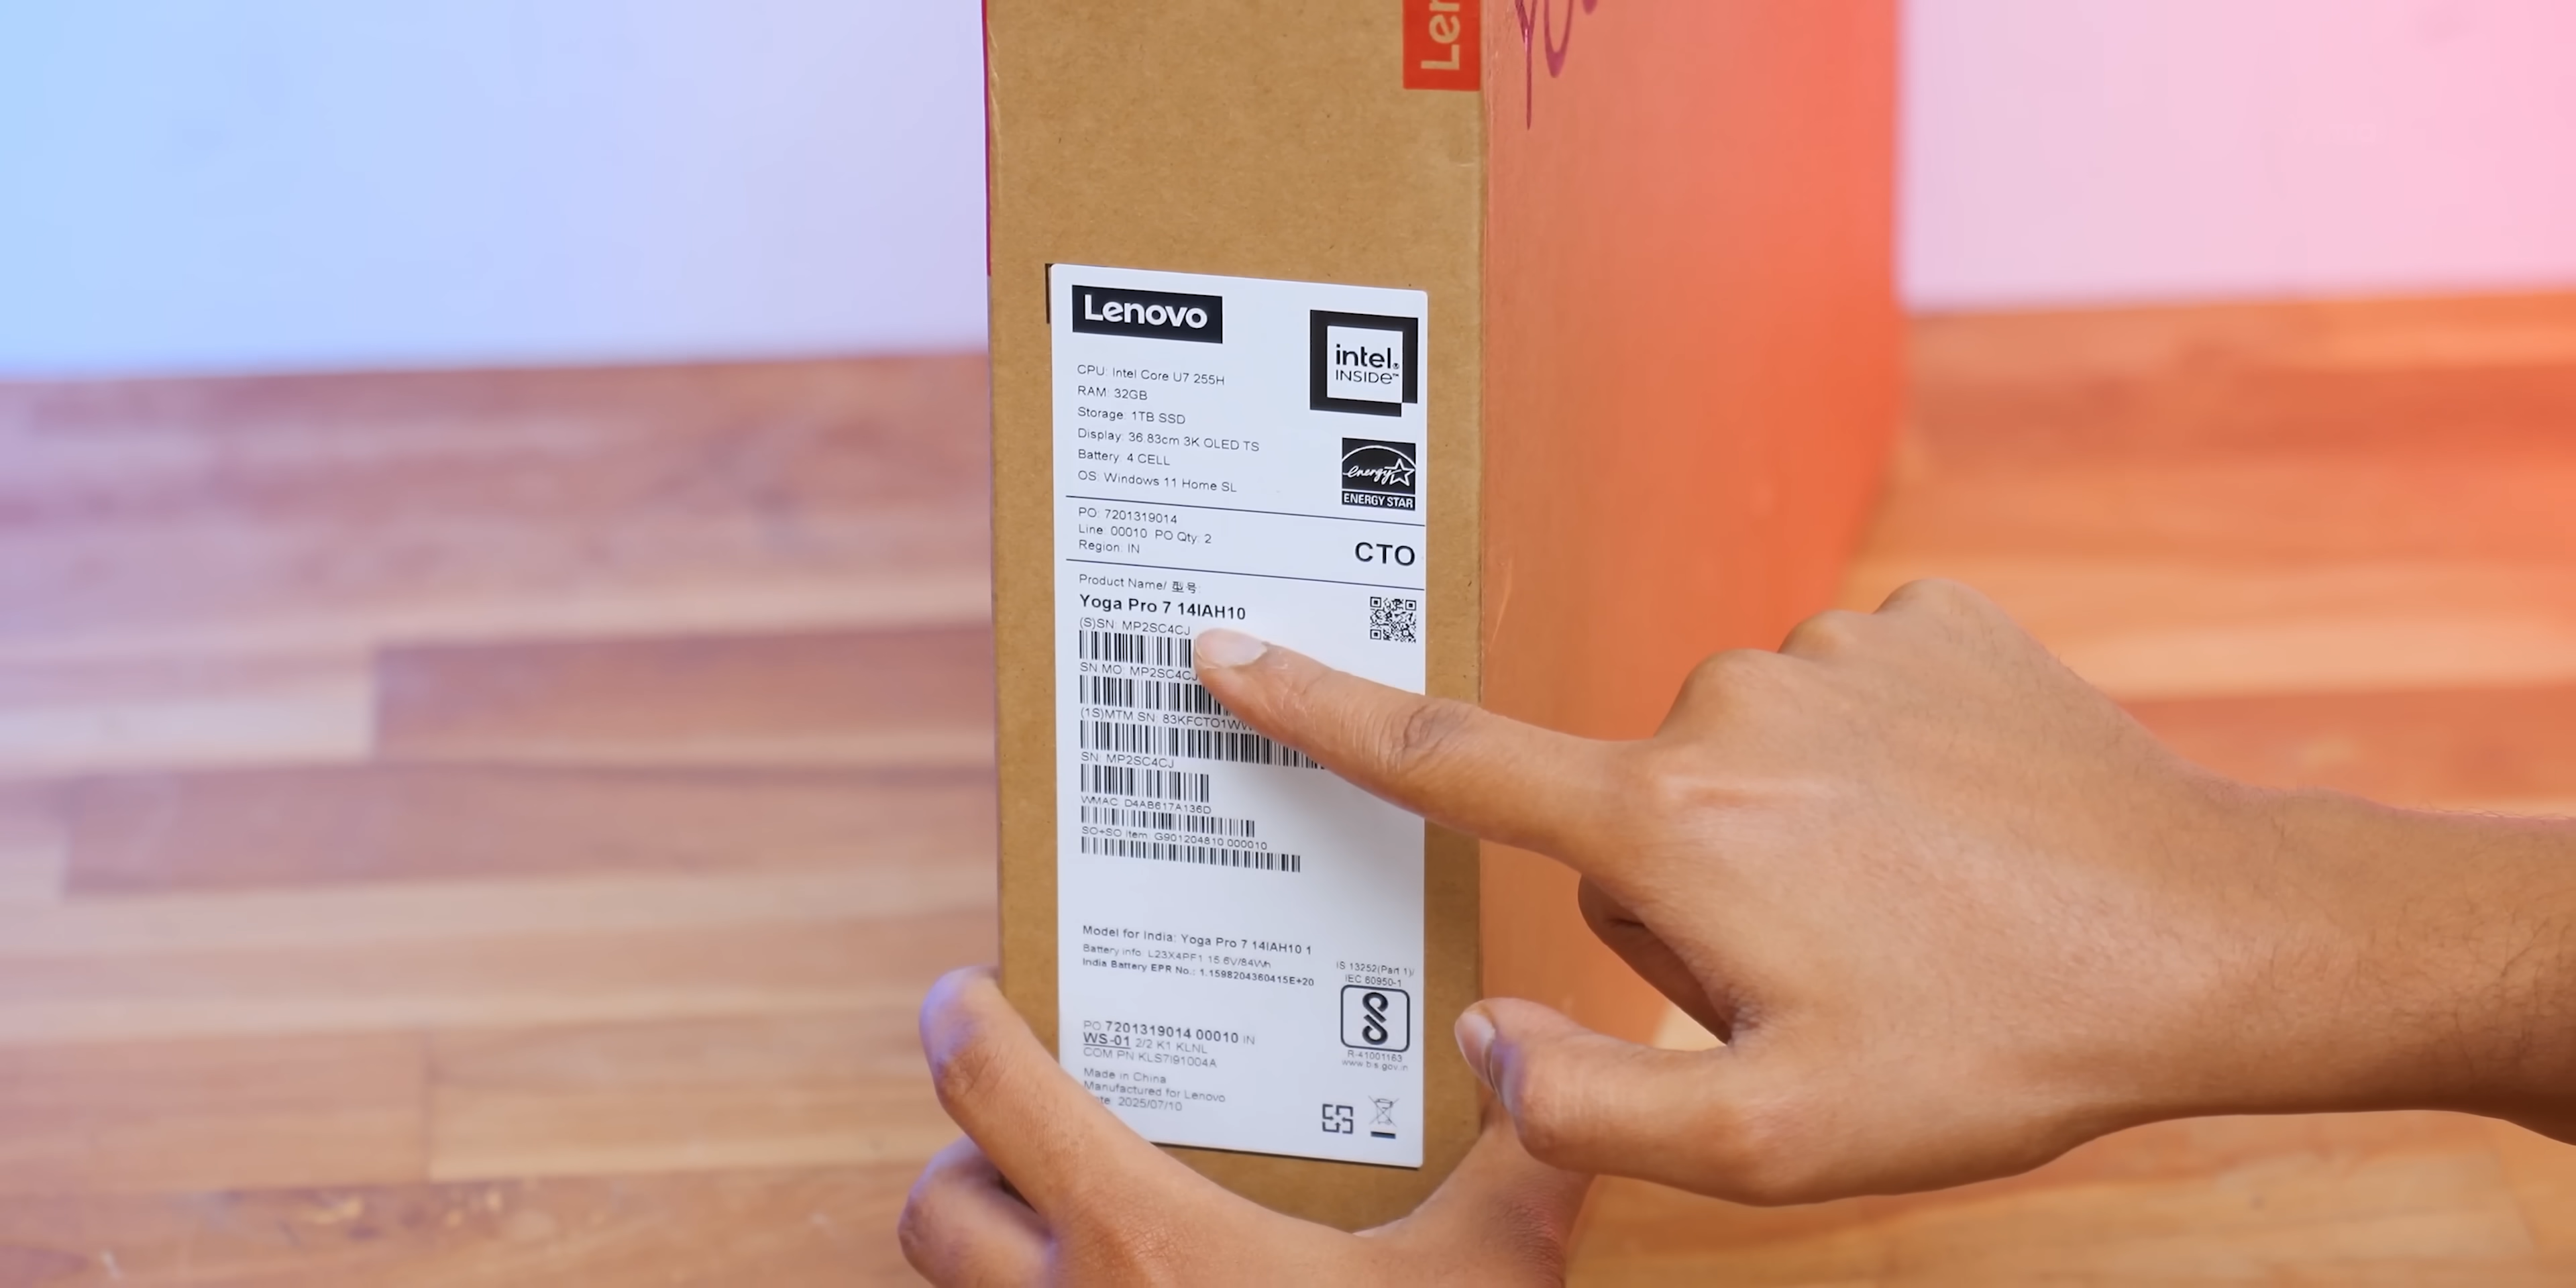 Lenovo
intel.
INSIDE™
CPU: Intel Core U7 255H
RAM: 32GB
Storage: 1TB SSD
Display: 36.83cm 3K OLED TS
Battery: 4 CELL
OS: Windows 11 Home SL
energy
ENERGY STAR
PO: 7201319014
Line: 00010 PO Qty: 2
Region: IN
CTO
Product Name/ 型号:
Yoga Pro 7 14IAH10
(S)SN: MP2SC4CJ
SN.MO: MP2SC4CJ
(1S)MTM SN: 83KFCTO1WW
SN: MP2SC4CJ
WMAC: D4AB617A136D
SO+SO item: G901204810 000010
Model for India: Yoga Pro 7 14IAH10 1
Battery info: L23X4PF1 15.6V/84Wh
India Battery EPR No.: 1.1598204360415E+20
IS 13252(Part 1)/
IEC 60950-1
R-41001163
www.bis.gov.in
PO 7201319014 00010 IN
WS-01 2/2 K1 KLNL
COM PN KLS7I91004A
Made in China
Manufactured for Lenovo
2025/07/10